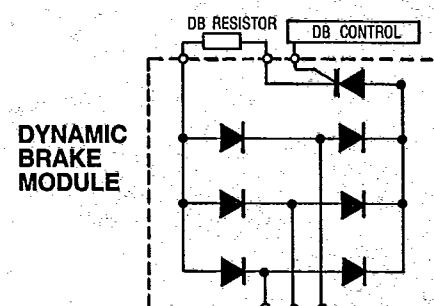 DB RESISTOR
DB CONTROL
DYNAMIC
BRAKE
MODULE